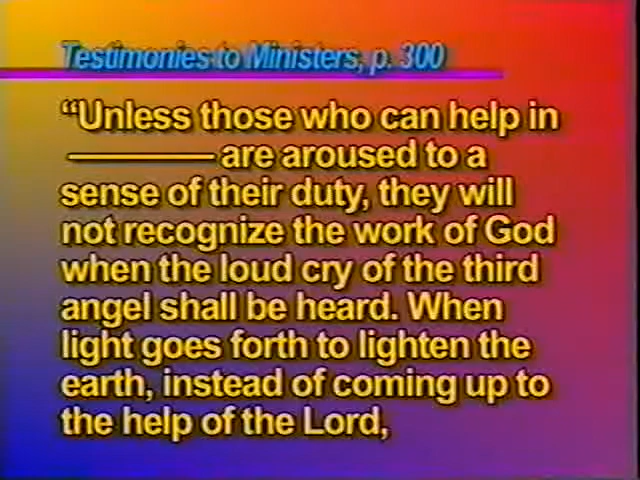 Testimonies to Ministers, p. 300
“Unless those who can help in
———— are aroused to a
sense of their duty, they will
not recognize the work of God
when the loud cry of the third
angel shall be heard. When
light goes forth to lighten the
earth, instead of coming up to
the help of the Lord,